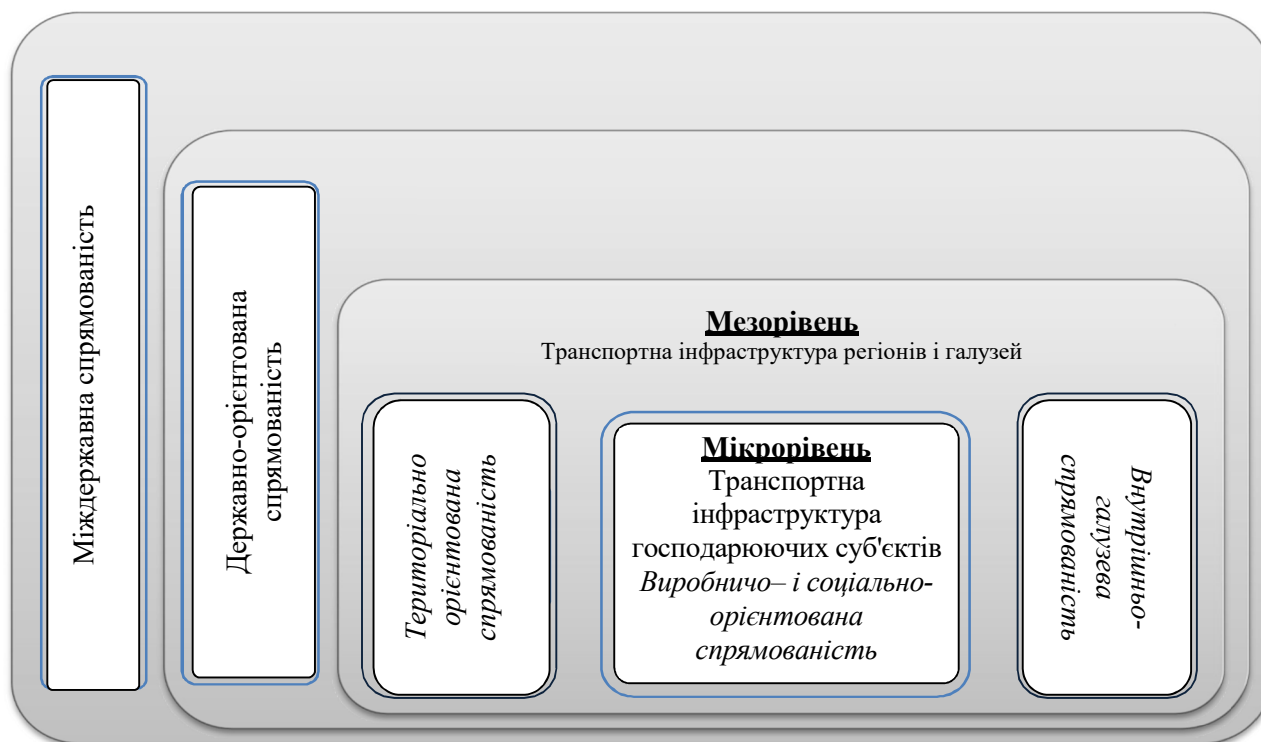 Міждержавна спрямованість
Державно-орієнтована
спрямованість
Мезорівень
Транспортна інфраструктура регіонів і галузей
Територіально
орієнтована
спрямованість
Мікрорівень
Транспортна
інфраструктура
господарюючих суб'єктів
Виробничо– і соціально-
орієнтована
спрямованість
Внутрішньо-
галузева
спрямованість